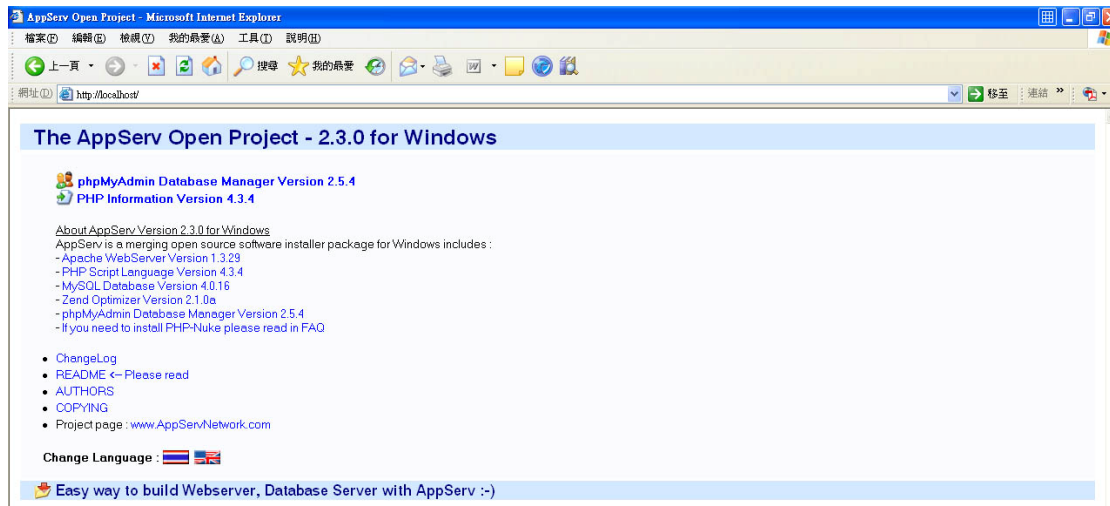 AppServ Open Project - Microsoft Internet Explorer
檔案(F) 編輯(E) 檢視(V) 我的最愛(A) 工具(T) 說明(H)
上一頁 搜尋 我的最愛
網址(D) http://localhost/ 移至 連結 »
The AppServ Open Project - 2.3.0 for Windows
phpMyAdmin Database Manager Version 2.5.4
PHP Information Version 4.3.4
About AppServ Version 2.3.0 for Windows
AppServ is a merging open source software installer package for Windows includes :
- Apache WebServer Version 1.3.29
- PHP Script Language Version 4.3.4
- MySQL Database Version 4.0.16
- Zend Optimizer Version 2.1.0a
- phpMyAdmin Database Manager Version 2.5.4
- If you need to install PHP-Nuke please read in FAQ
• ChangeLog
• README <-- Please read
• AUTHORS
• COPYING
• Project page : www.AppServNetwork.com
Change Language :
Easy way to build Webserver, Database Server with AppServ :-)